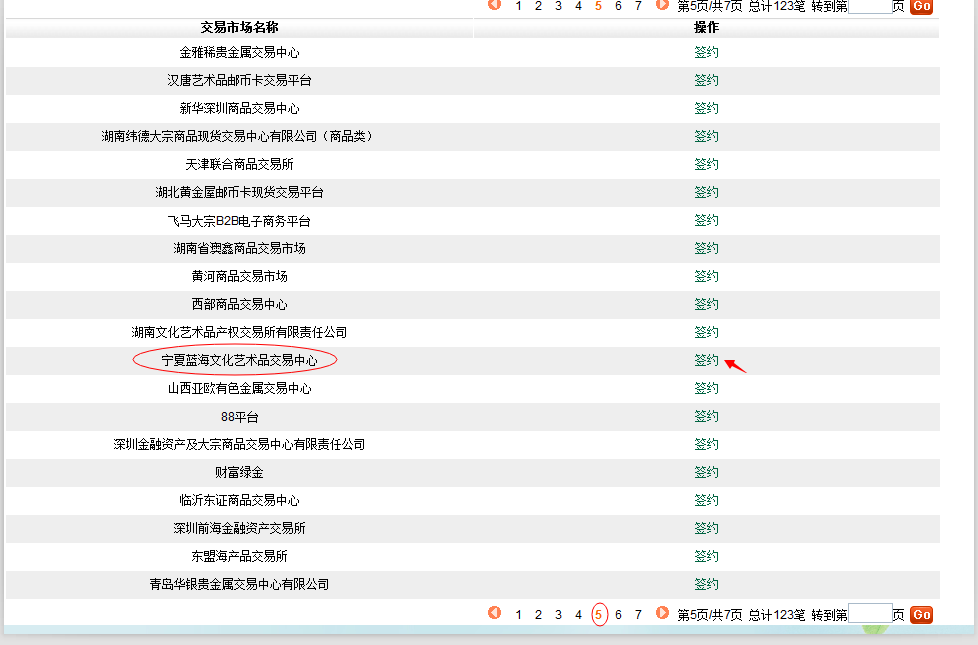 1 2 3 4 5 6 7 第5页/共7页 总计123笔 转到第 页 Go
交易市场名称 操作
金雅稀贵金属交易中心 签约
汉唐艺术品邮币卡交易平台 签约
新华深圳商品交易中心 签约
湖南纬德大宗商品现货交易中心有限公司（商品类） 签约
天津联合商品交易所 签约
湖北黄金屋邮币卡现货交易平台 签约
飞马大宗B2B电子商务平台 签约
湖南省澳鑫商品交易市场 签约
黄河商品交易市场 签约
西部商品交易中心 签约
湖南文化艺术品产权交易所有限责任公司 签约
宁夏蓝海文化艺术品交易中心 签约
山西亚欧有色金属交易中心 签约
88平台 签约
深圳金融资产及大宗商品交易中心有限责任公司 签约
财富绿金 签约
临沂东证商品交易中心 签约
深圳前海金融资产交易所 签约
东盟海产品交易所 签约
青岛华银贵金属交易中心有限公司 签约
1 2 3 4 5 6 7 第5页/共7页 总计123笔 转到第 页 Go